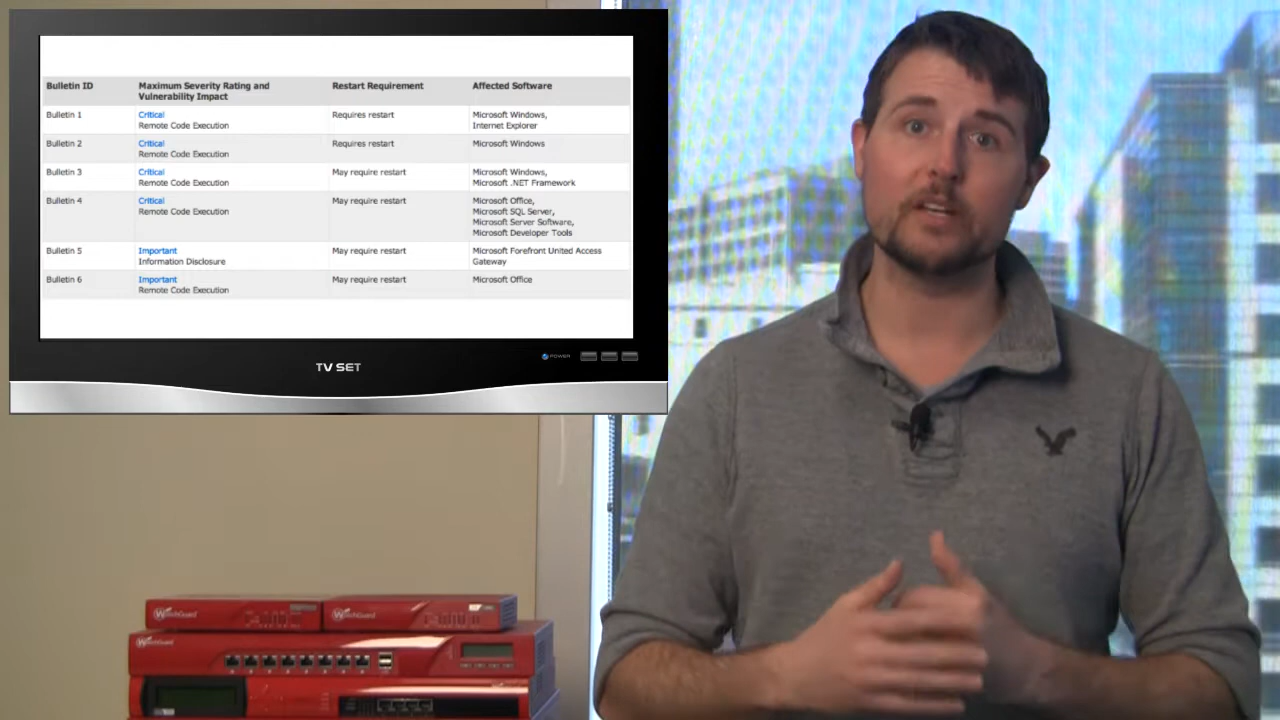 Bulletin ID Maximum Severity Rating and Vulnerability Impact Restart Requirement Affected Software
Bulletin 1 Critical Requires restart Microsoft Windows,
Remote Code Execution Internet Explorer
Bulletin 2 Critical Requires restart Microsoft Windows
Remote Code Execution
Bulletin 3 Critical May require restart Microsoft Windows,
Remote Code Execution Microsoft .NET Framework
Bulletin 4 Critical May require restart Microsoft Office,
Remote Code Execution Microsoft SQL Server,
Microsoft Server Software,
Microsoft Developer Tools
Bulletin 5 Important May require restart Microsoft Forefront United Access
Information Disclosure Gateway
Bulletin 6 Important May require restart Microsoft Office
Remote Code Execution
POWER
TV SET
WatchGuard WatchGuard
WatchGuard